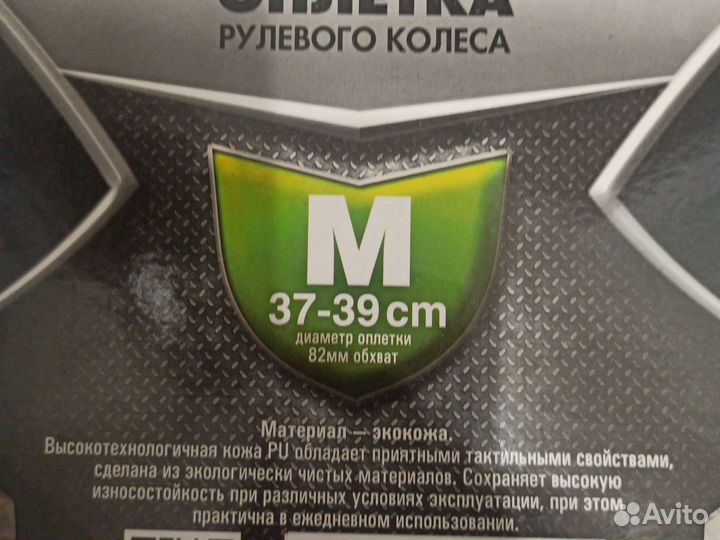 ОПЛЕТКА
РУЛЕВОГО КОЛЕСА
M
37-39 cm
диаметр оплетки
82мм обхват
Материал — экокожа.
Высокотехнологичная кожа PU обладает приятными тактильными свойствами,
сделана из экологически чистых материалов. Сохраняет высокую
износостойкость при различных условиях эксплуатации, при этом
практична в ежедневном использовании.
Avito